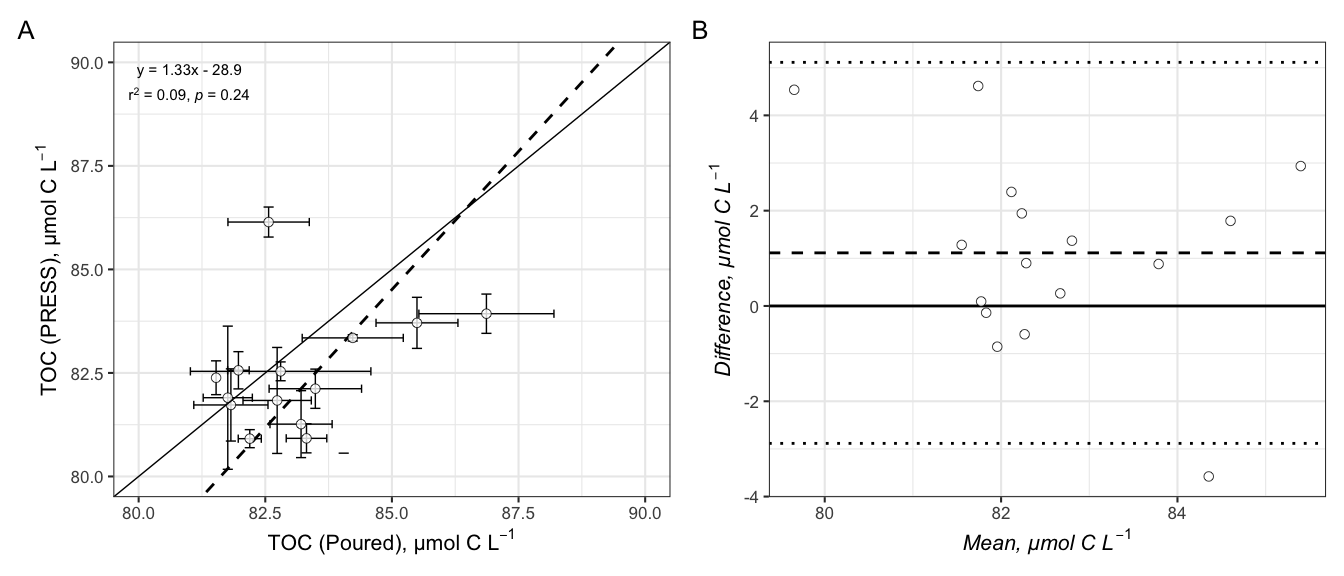 A
y = 1.33x - 28.9
r² = 0.09, p = 0.24
90.0
87.5
85.0
82.5
80.0
TOC (PRESS), µmol C L⁻¹
80.0 82.5 85.0 87.5 90.0
TOC (Poured), µmol C L⁻¹
B
4
2
0
-2
-4
Difference, µmol C L⁻¹
80 82 84
Mean, µmol C L⁻¹